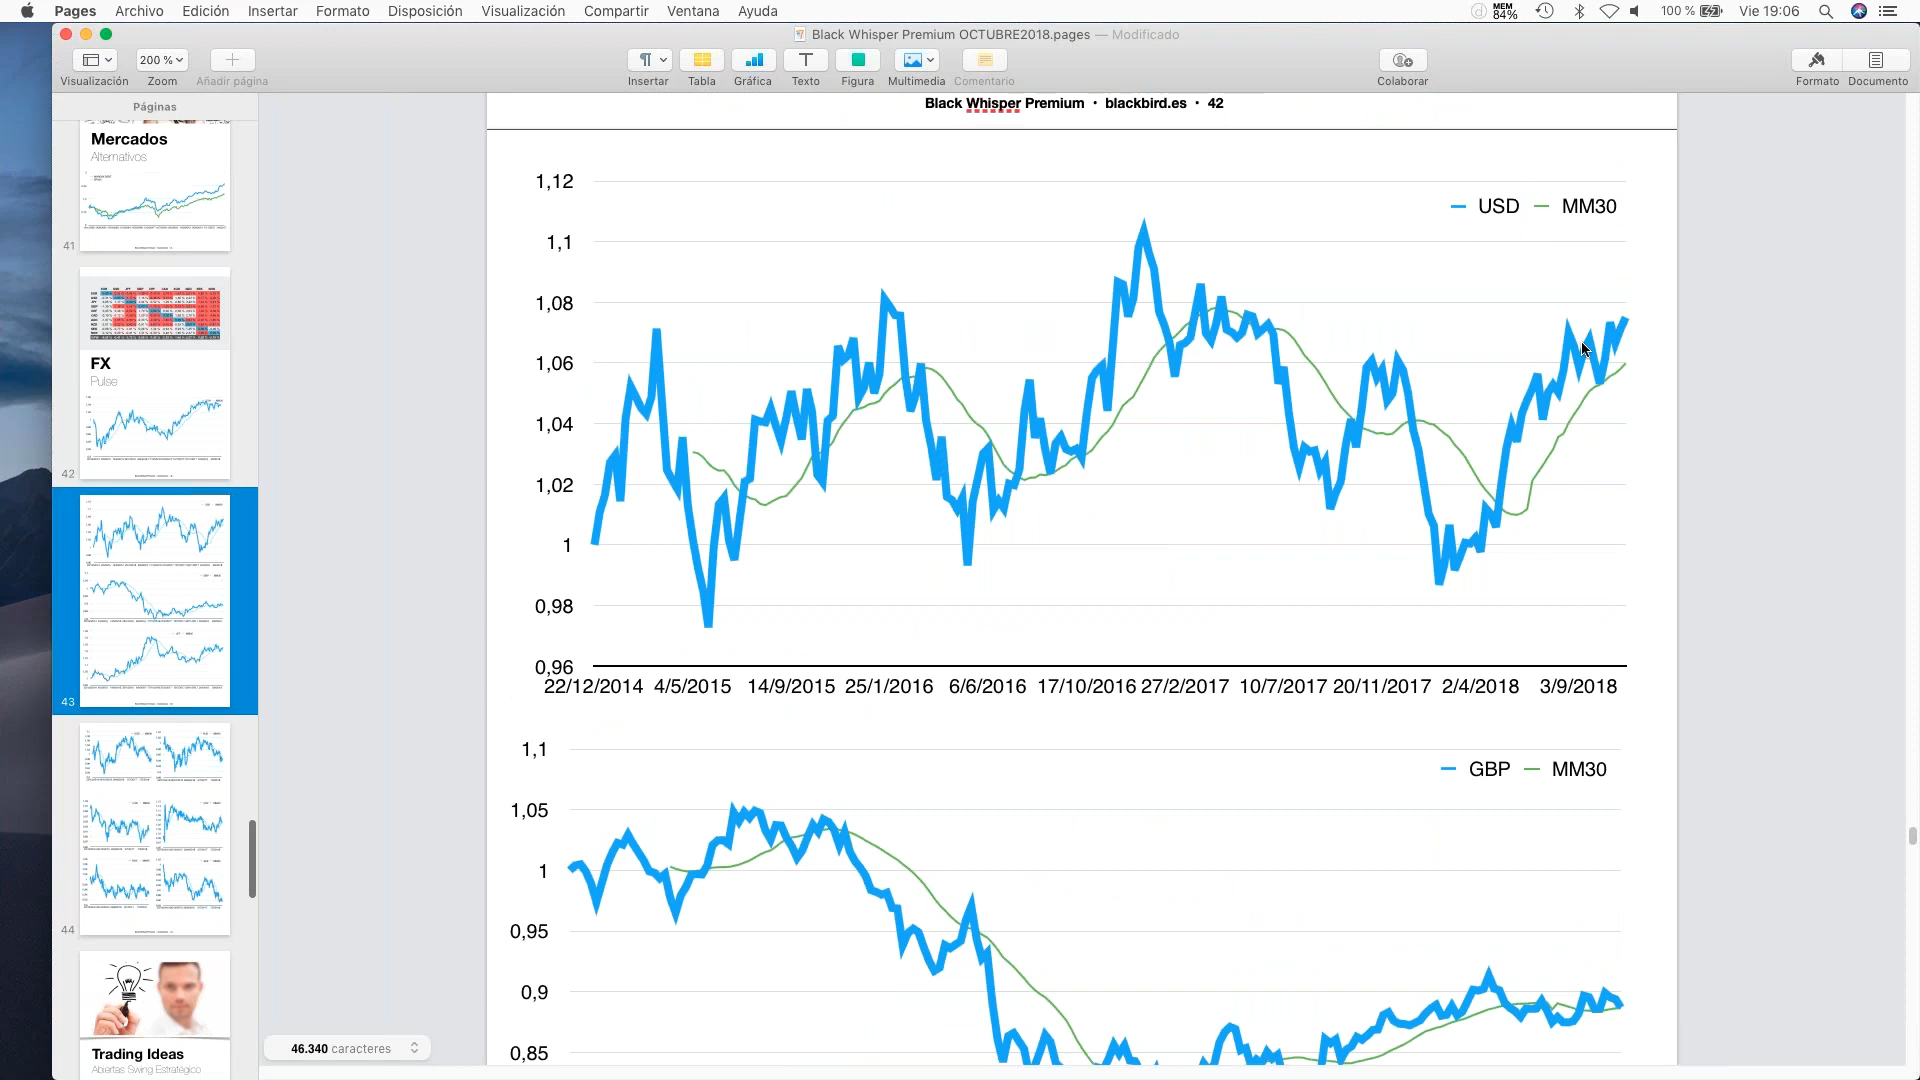 Pages Archivo Edición Insertar Formato Disposición Visualización Compartir Ventana Ayuda MEM 84% 100 % Vie 19:06
Black Whisper Premium OCTUBRE2018.pages — Modificado
200 %
Visualización Zoom Añadir página Insertar Tabla Gráfica Texto Figura Multimedia Comentario Colaborar Formato Documento
Páginas
Mercados
Alternativos
41
FX
Pulse
42
43
44
Trading Ideas
Abiertas Swing Estratégico
Black Whisper Premium · blackbird.es · 42
USD MM30
1,12
1,1
1,08
1,06
1,04
1,02
1
0,98
0,96
22/12/2014 4/5/2015 14/9/2015 25/1/2016 6/6/2016 17/10/2016 27/2/2017 10/7/2017 20/11/2017 2/4/2018 3/9/2018
GBP MM30
1,1
1,05
1
0,95
0,9
0,85
46.340 caracteres